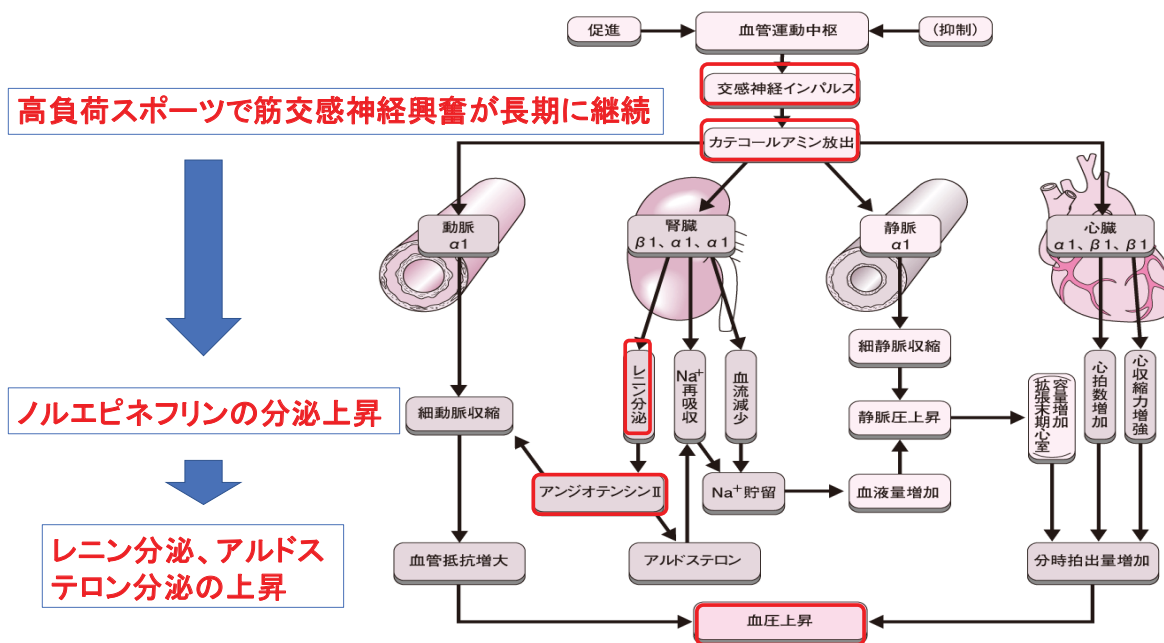 促進
血管運動中枢
(抑制)
交感神経インパルス
高負荷スポーツで筋交感神経興奮が長期に継続
カテコールアミン放出
動脈
α1
腎臓
β1、α1、α1
静脈
α1
心臓
α1、β1、β1
ノルエピネフリンの分泌上昇
細動脈収縮
レニン分泌
Na⁺再吸収
血流減少
細静脈収縮
静脈圧上昇
拡張末期心室
容量増加
心拍数増加
心収縮力増強
アンジオテンシンⅡ
Na⁺貯留
血液量増加
レニン分泌、アルドス
テロン分泌の上昇
血管抵抗増大
アルドステロン
分時拍出量増加
血圧上昇